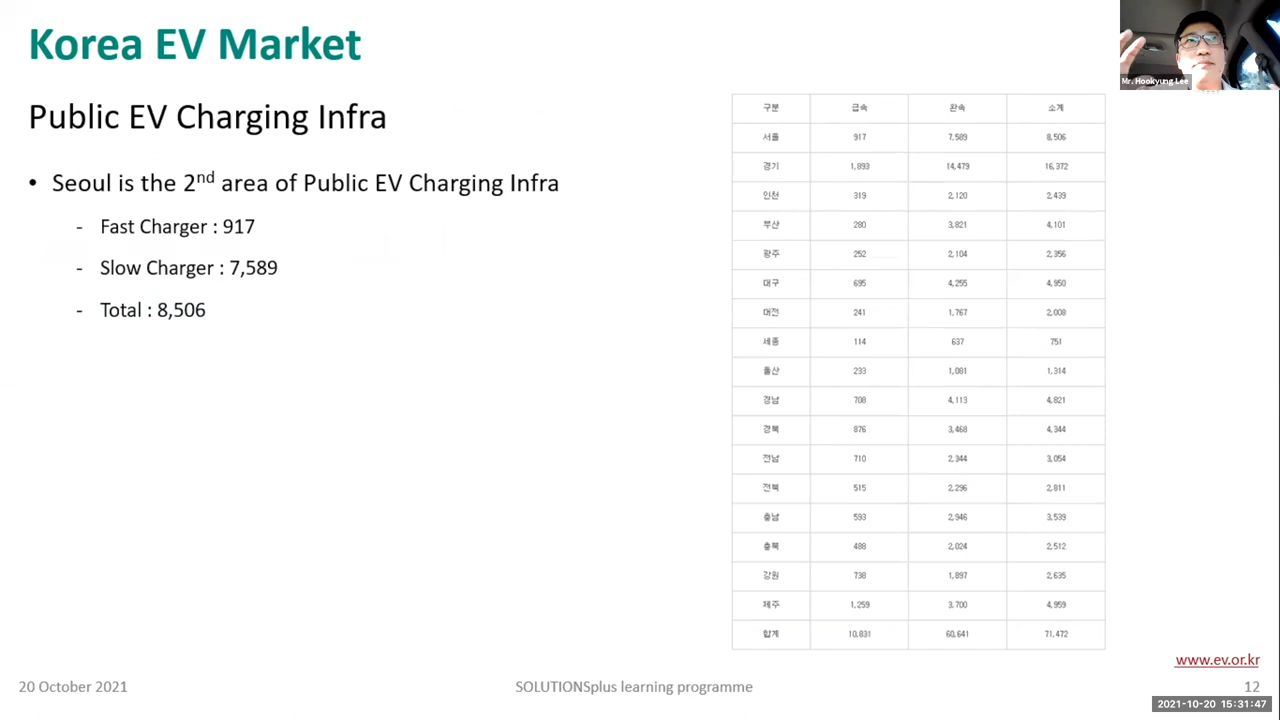 Korea EV Market
Mr. Hookyung Lee
Public EV Charging Infra
• Seoul is the 2nd area of Public EV Charging Infra
- Fast Charger : 917
- Slow Charger : 7,589
- Total : 8,506
구분 급속 완속 소계
서울 917 7,589 8,506
경기 1,893 14,479 16,372
인천 319 2,120 2,439
부산 280 3,821 4,101
광주 252 2,104 2,356
대구 695 4,255 4,950
대전 241 1,767 2,008
세종 114 637 751
울산 233 1,081 1,314
경남 708 4,113 4,821
경북 876 3,468 4,344
전남 710 2,344 3,054
전북 515 2,296 2,811
충남 593 2,946 3,539
충북 488 2,024 2,512
강원 738 1,897 2,635
제주 1,259 3,700 4,959
합계 10,831 60,641 71,472
www.ev.or.kr
20 October 2021 SOLUTIONSplus learning programme 12
2021-10-20 15:31:47